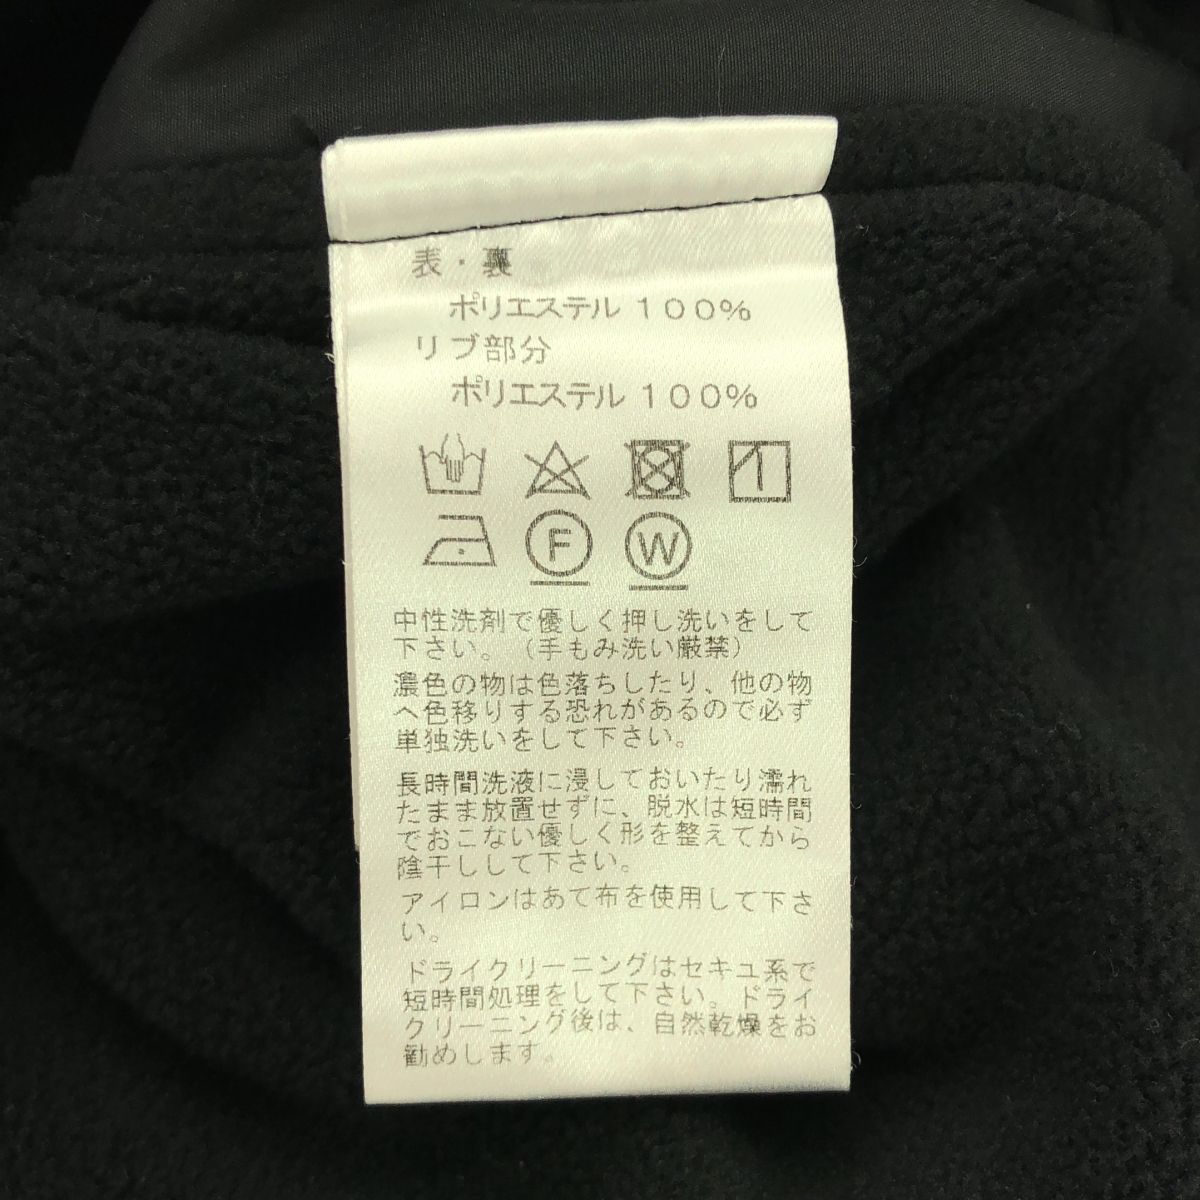 表・裏
ポリエステル１００％
リブ部分
ポリエステル１００％
F W
中性洗剤で優しく押し洗いをして
下さい。（手もみ洗い厳禁）
濃色の物は色落ちしたり、他の物
へ色移りする恐れがあるので必ず
単独洗いをして下さい。
長時間洗液に浸しておいたり濡れ
たまま放置せずに、脱水は短時間
でおこない優しく形を整えてから
陰干しして下さい。
アイロンはあて布を使用して下さ
い。
ドライクリーニングはセキユ系で
短時間処理をして下さい。ドライ
クリーニング後は、自然乾燥をお
勧めします。